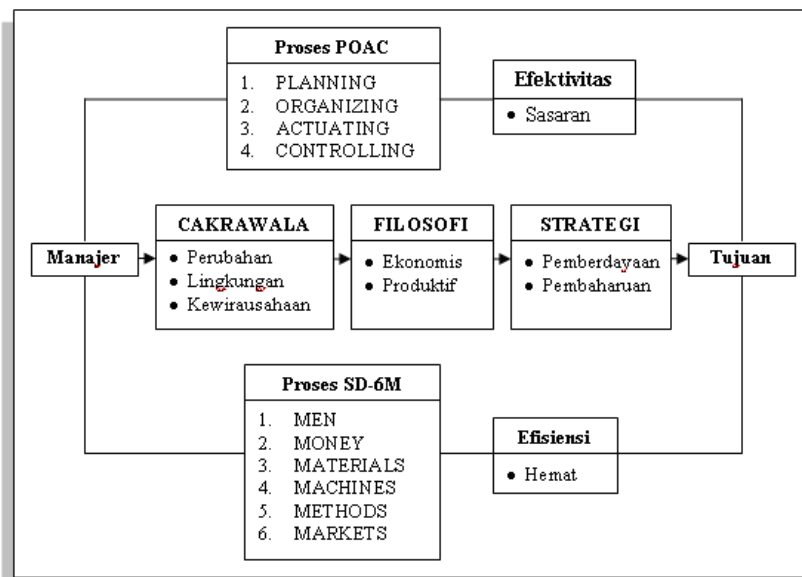 Proses POAC
1. PLANNING
2. ORGANIZING
3. ACTUATING
4. CONTROLLING
Efektivitas
• Sasaran
Manajer
CAKRAWALA
• Perubahan
• Lingkungan
• Kewirausahaan
FILOSOFI
• Ekonomis
• Produktif
STRATEGI
• Pemberdayaan
• Pembaharuan
Tujuan
Proses SD-6M
1. MEN
2. MONEY
3. MATERIALS
4. MACHINES
5. METHODS
6. MARKETS
Efisiensi
• Hemat